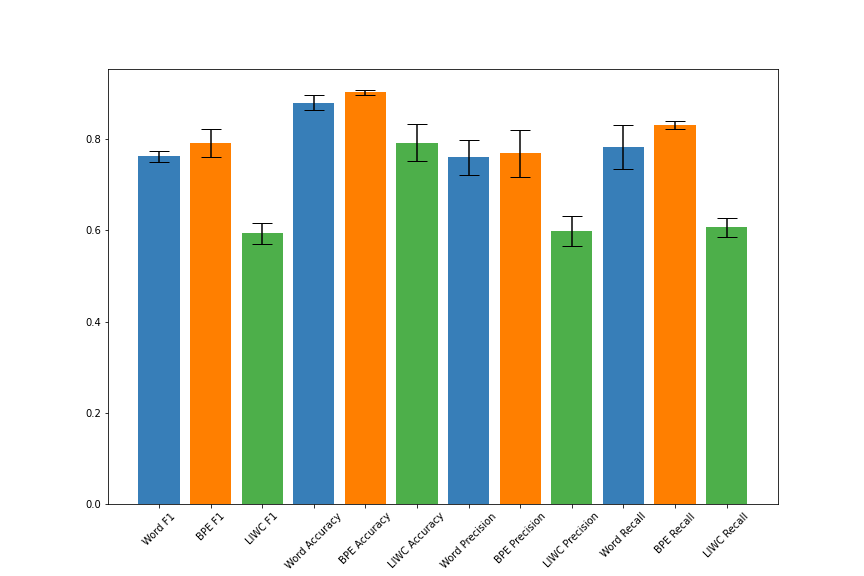 0.8
0.6
0.4
0.2
0.0
Word F1
BPE F1
LIWC F1
Word Accuracy
BPE Accuracy
LIWC Accuracy
Word Precision
BPE Precision
LIWC Precision
Word Recall
BPE Recall
LIWC Recall